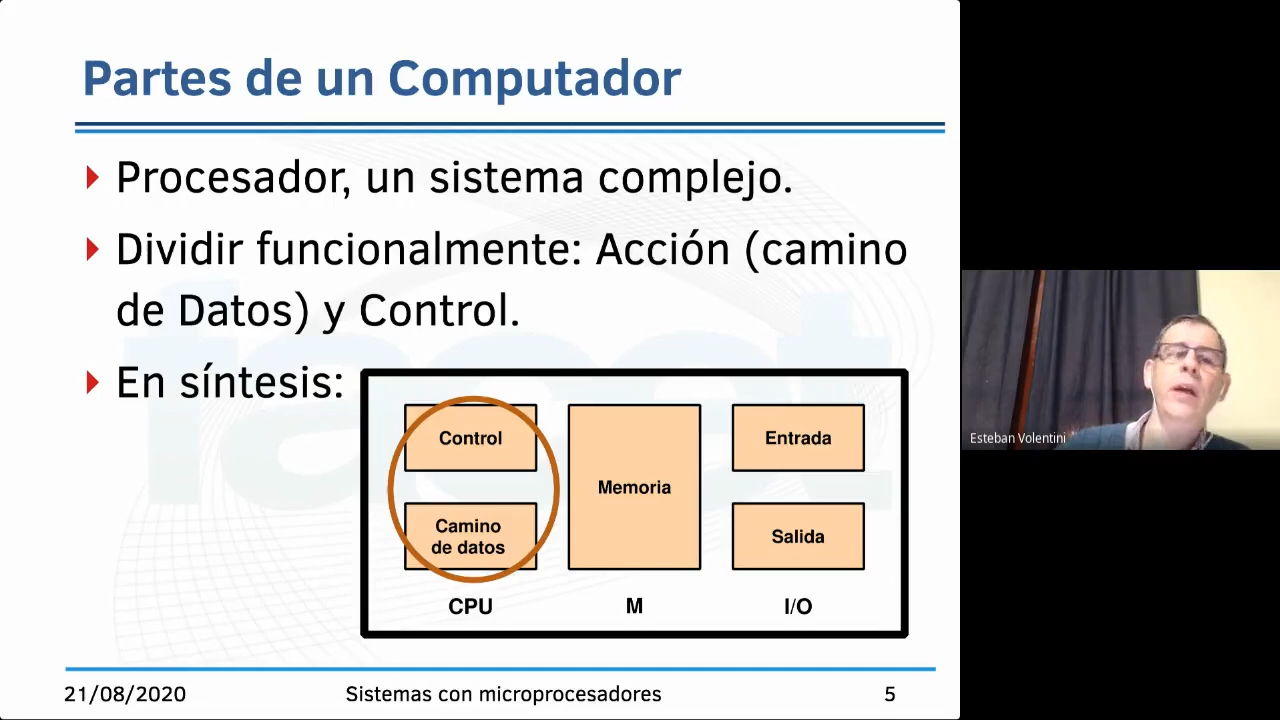 Partes de un Computador
Procesador, un sistema complejo.
Dividir funcionalmente: Acción (camino
de Datos) y Control.
En síntesis:
Control
Camino
de datos
CPU
Memoria
M
Entrada
Salida
I/O
21/08/2020
Sistemas con microprocesadores
5
Esteban Volentini
facet